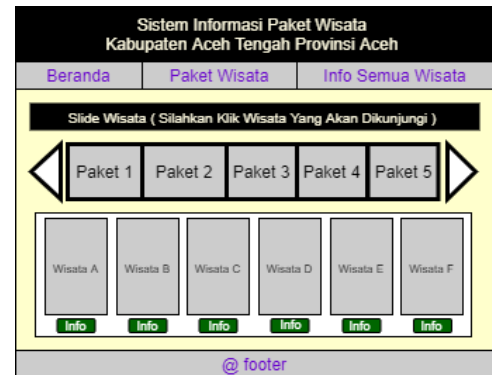 Sistem Informasi Paket Wisata
Kabupaten Aceh Tengah Provinsi Aceh
Beranda Paket Wisata Info Semua Wisata
Slide Wisata ( Silahkan Klik Wisata Yang Akan Dikunjungi )
Paket 1 Paket 2 Paket 3 Paket 4 Paket 5
Wisata A Wisata B Wisata C Wisata D Wisata E Wisata F
Info Info Info Info Info Info
@ footer